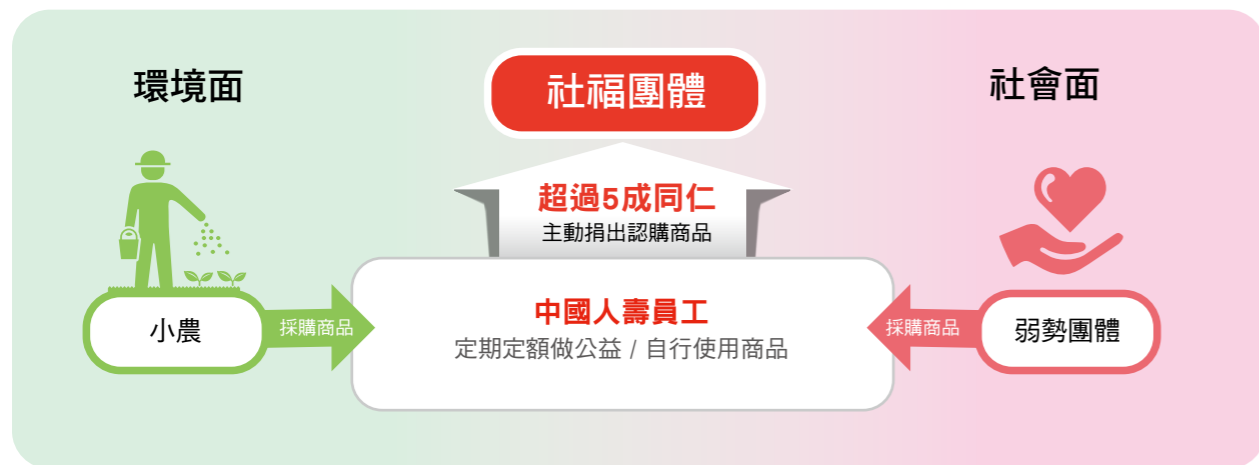 環境面
社福團體
社會面
超過5成同仁
主動捐出認購商品
小農
採購商品
中國人壽員工
定期定額做公益 / 自行使用商品
採購商品
弱勢團體